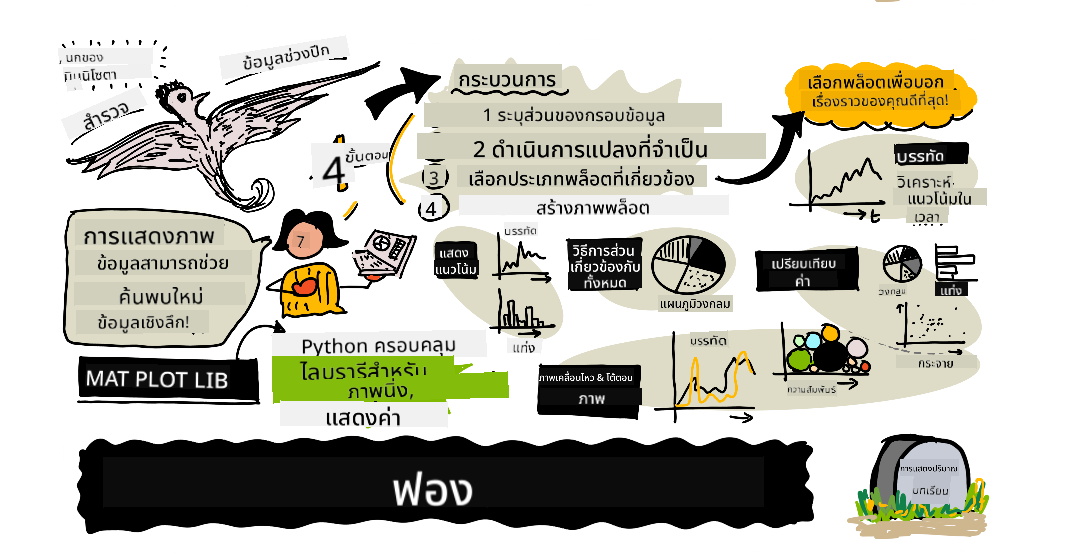 นกของ
มินนิโซตา
สำรวจ
ข้อมูลช่วงปีก
4
ขั้นตอน
กระบวนการ
1 ระบุส่วนของกรอบข้อมูล
2 ดำเนินการแปลงที่จำเป็น
3 เลือกประเภทพล็อตที่เกี่ยวข้อง
4 สร้างภาพพล็อต
เลือกพล็อตเพื่อบอก
เรื่องราวของคุณดีที่สุด!
บรรทัด
วิเคราะห์
แนวโน้มใน
เวลา
t
การแสดงภาพ
ข้อมูลสามารถช่วย
ค้นพบใหม่
ข้อมูลเชิงลึก!
7
แสดง
แนวโน้ม
บรรทัด
แท่ง
วิธีการส่วน
เกี่ยวข้องกับ
ทั้งหมด
แผนภูมิวงกลม
เปรียบเทียบ
ค่า
วงกลม
แท่ง
กระจาย
MAT PLOT LIB
Python ครอบคลุม
ไลบรารีสำหรับ
ภาพนิ่ง,
แสดงค่า
ภาพเคลื่อนไหว & โต้ตอบ
ภาพ
บรรทัด
ความสัมพันธ์
ฟอง
การแสดงปริมาณ
บทเรียน